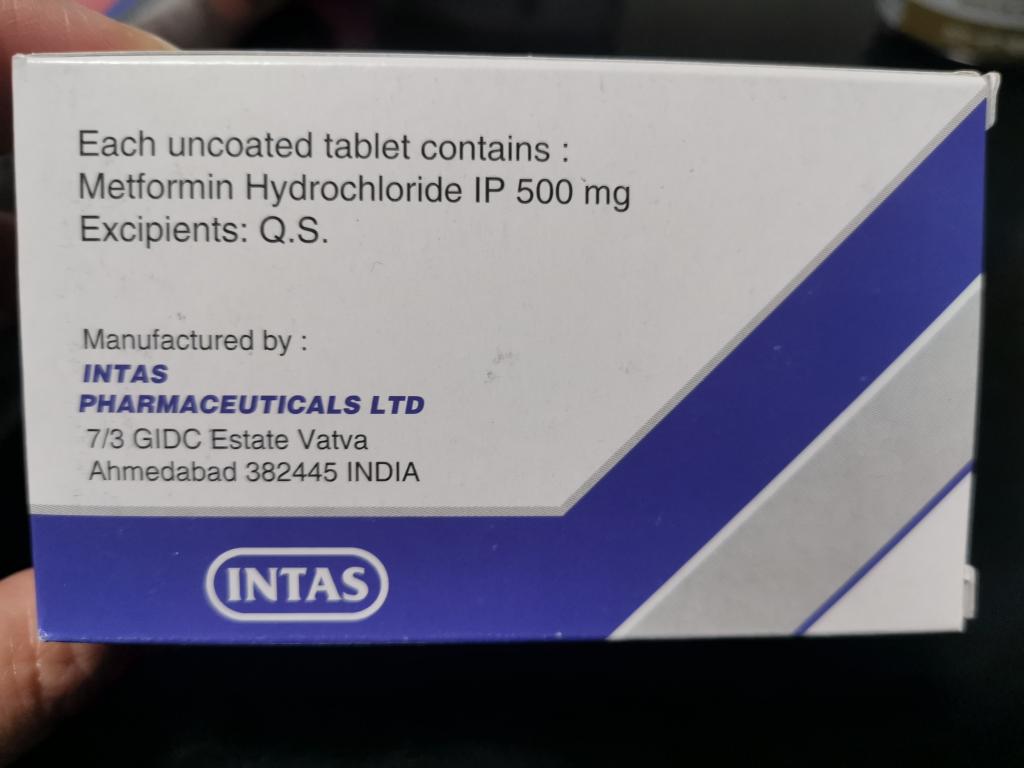 Each uncoated tablet contains :
Metformin Hydrochloride IP 500 mg
Excipients: Q.S.
Manufactured by :
INTAS
PHARMACEUTICALS LTD
7/3 GIDC Estate Vatva
Ahmedabad 382445 INDIA
INTAS